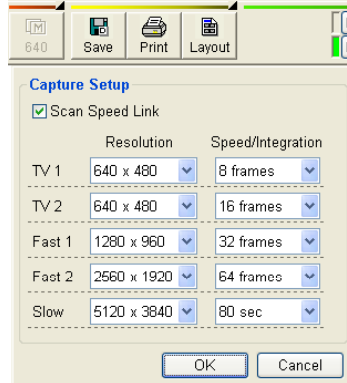 M
640 Save Print Layout
Capture Setup
Scan Speed Link
Resolution Speed/Integration
TV 1 640 x 480 8 frames
TV 2 640 x 480 16 frames
Fast 1 1280 x 960 32 frames
Fast 2 2560 x 1920 64 frames
Slow 5120 x 3840 80 sec
OK Cancel